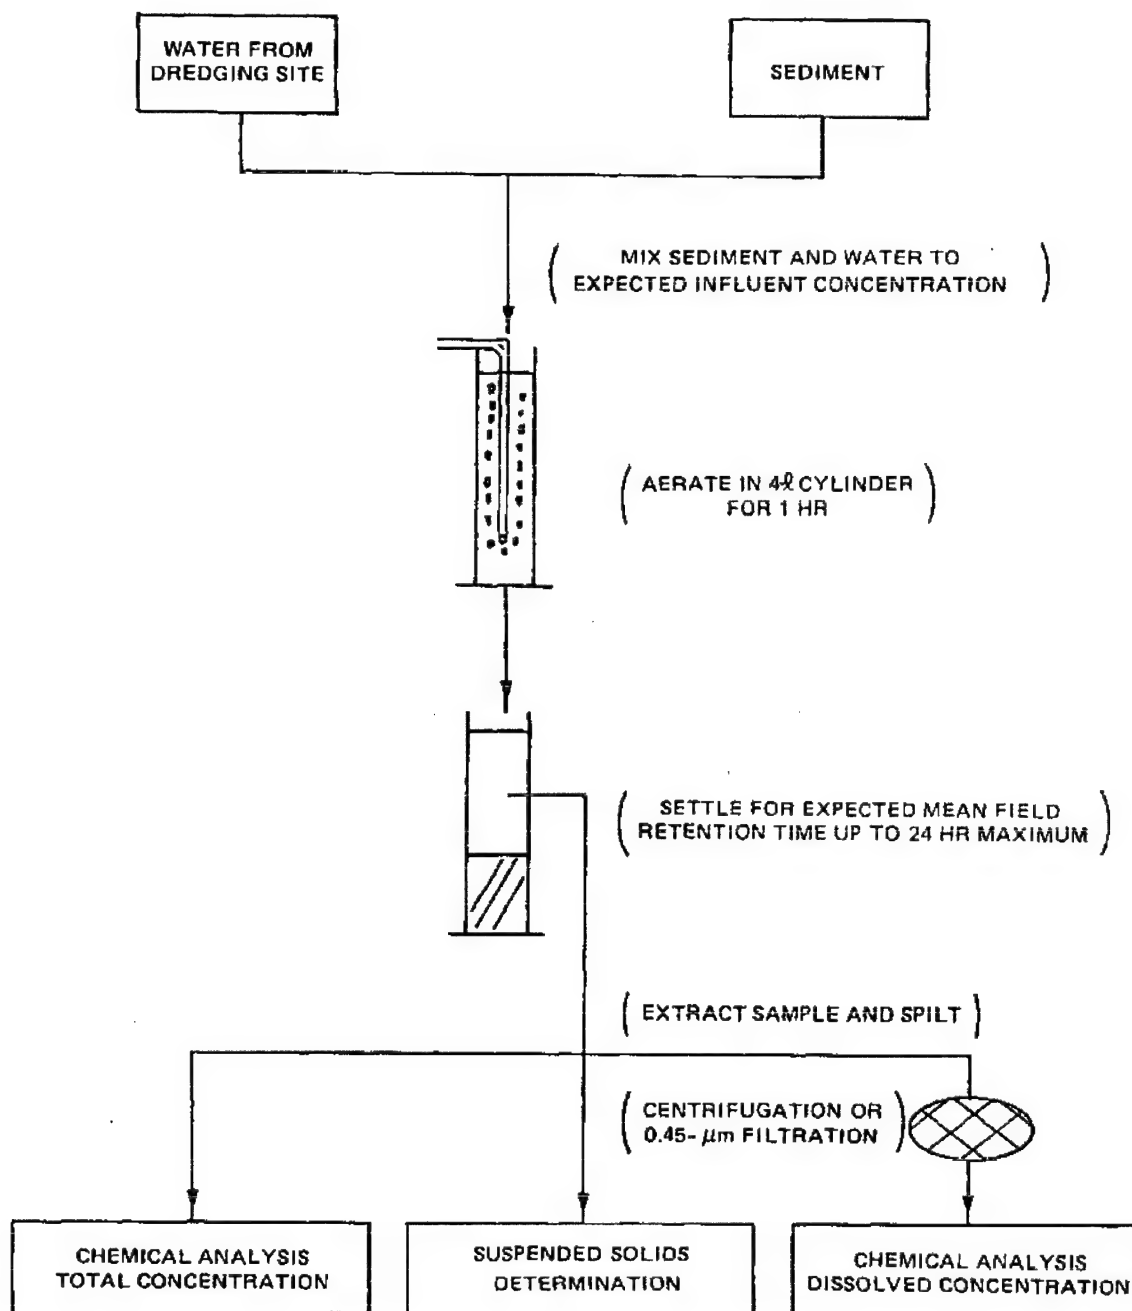 WATER FROM
DREDGING SITE
SEDIMENT
MIX SEDIMENT AND WATER TO
EXPECTED INFLUENT CONCENTRATION
AERATE IN 4ℓ CYLINDER
FOR 1 HR
SETTLE FOR EXPECTED MEAN FIELD
RETENTION TIME UP TO 24 HR MAXIMUM
EXTRACT SAMPLE AND SPILT
CENTRIFUGATION OR
0.45- μm FILTRATION
CHEMICAL ANALYSIS
TOTAL CONCENTRATION
SUSPENDED SOLIDS
DETERMINATION
CHEMICAL ANALYSIS
DISSOLVED CONCENTRATION